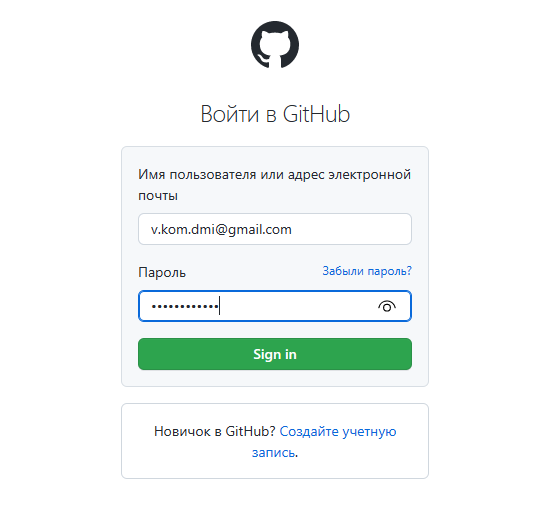 Войти в GitHub
Имя пользователя или адрес электронной
почты
v.kom.dmi@gmail.com
Пароль
Забыли пароль?
••••••••••••
Sign in
Новичок в GitHub? Создайте учетную
запись.